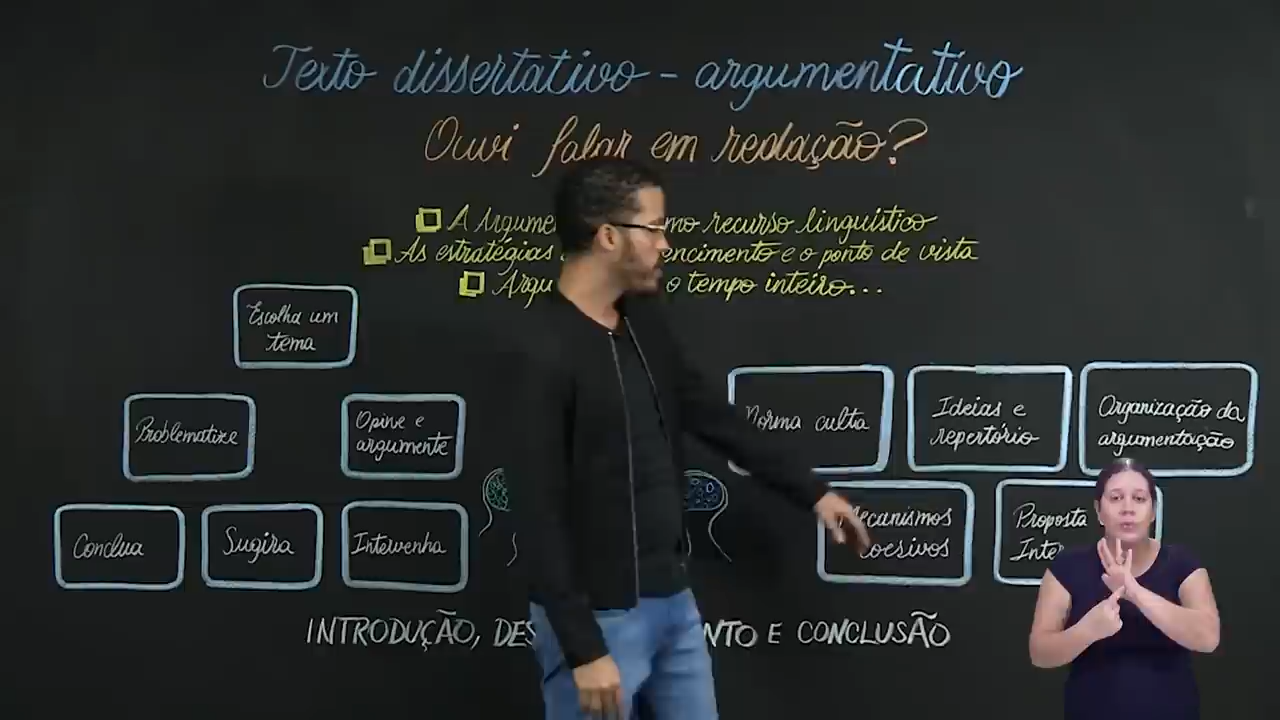 Texto dissertativo - argumentativo
Ouvi falar em redação?
A Argume mo recurso linguístico
As estratégias encimento e o ponto de vista
Argu o tempo inteiro...
Escolha um
tema
Problematize
Opine e
argumente
Conclua
Sugira
Intervenha
Norma culta
Ideias e
repertório
Organização da
argumentação
Mecanismos
coesivos
Proposta
Inter
INTRODUÇÃO, DES NTO E CONCLUSÃO